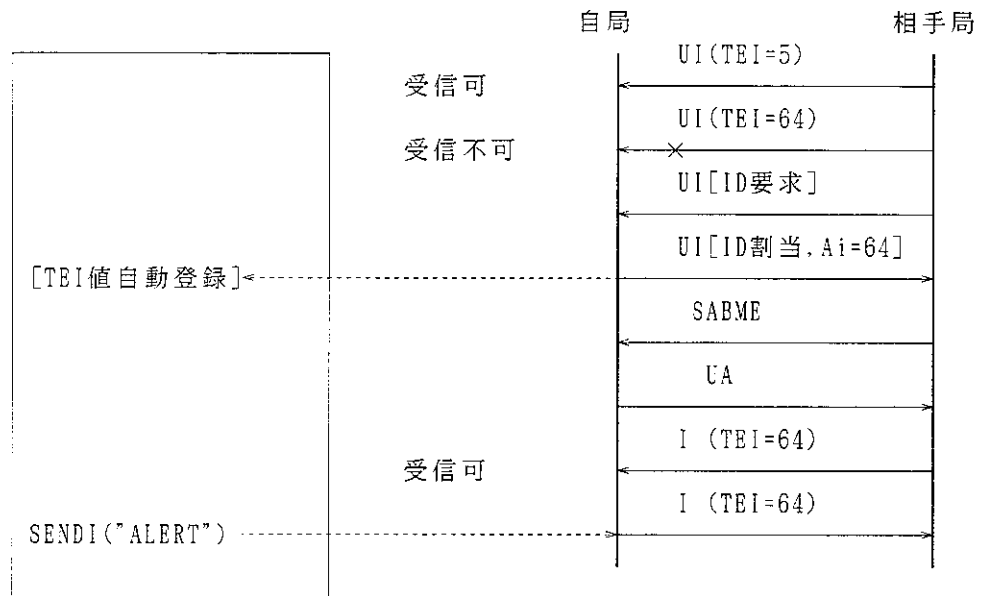 自局 相手局
UI(TEI=5)
受信可
UI(TEI=64)
受信不可
UI[ID要求]
UI[ID割当,Ai=64]
[TEI値自動登録]
SABME
UA
I (TEI=64)
受信可
I (TEI=64)
SENDI("ALERT")